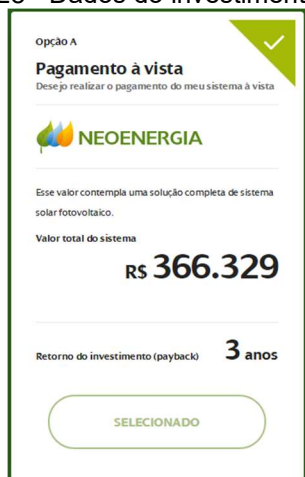 Opção A
Pagamento à vista
Desejo realizar o pagamento do meu sistema à vista
NEOENERGIA
Esse valor contempla uma solução completa de sistema
solar fotovoltaico.
Valor total do sistema
R$ 366.329
Retorno do investimento (payback) 3 anos
SELECIONADO